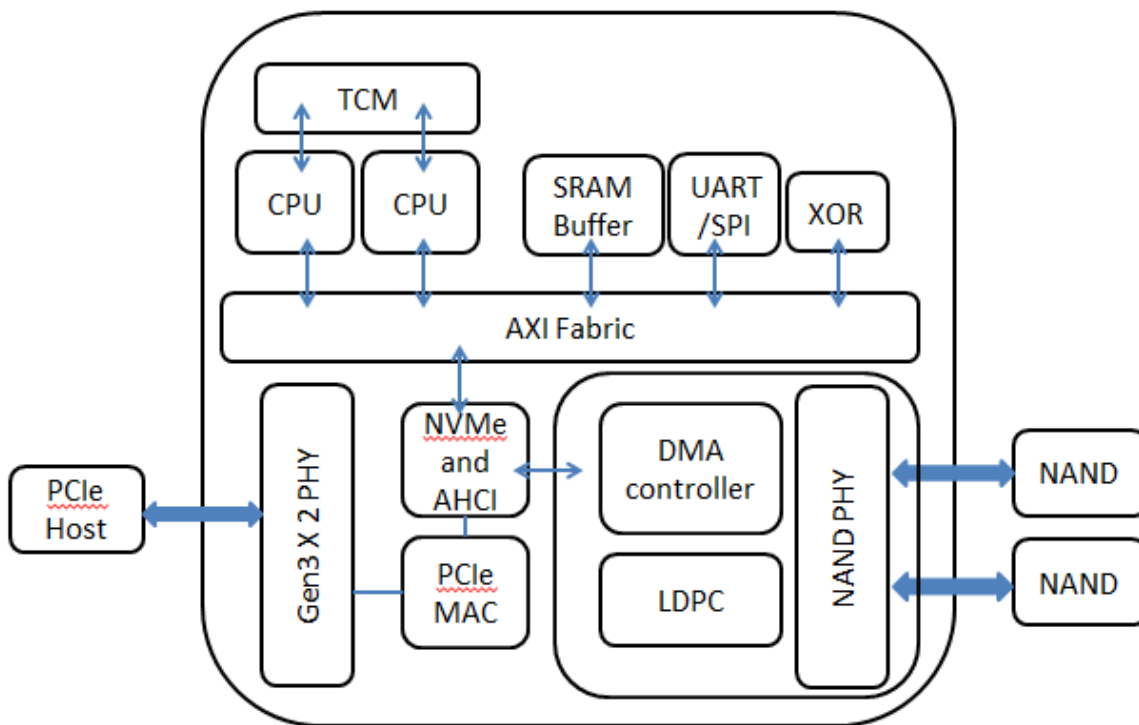 TCM
CPU
CPU
SRAM
Buffer
UART
/SPI
XOR
AXI Fabric
PCIe
Host
Gen3 X 2 PHY
NVMe
and
AHCI
PCIe
MAC
DMA
controller
LDPC
NAND PHY
NAND
NAND